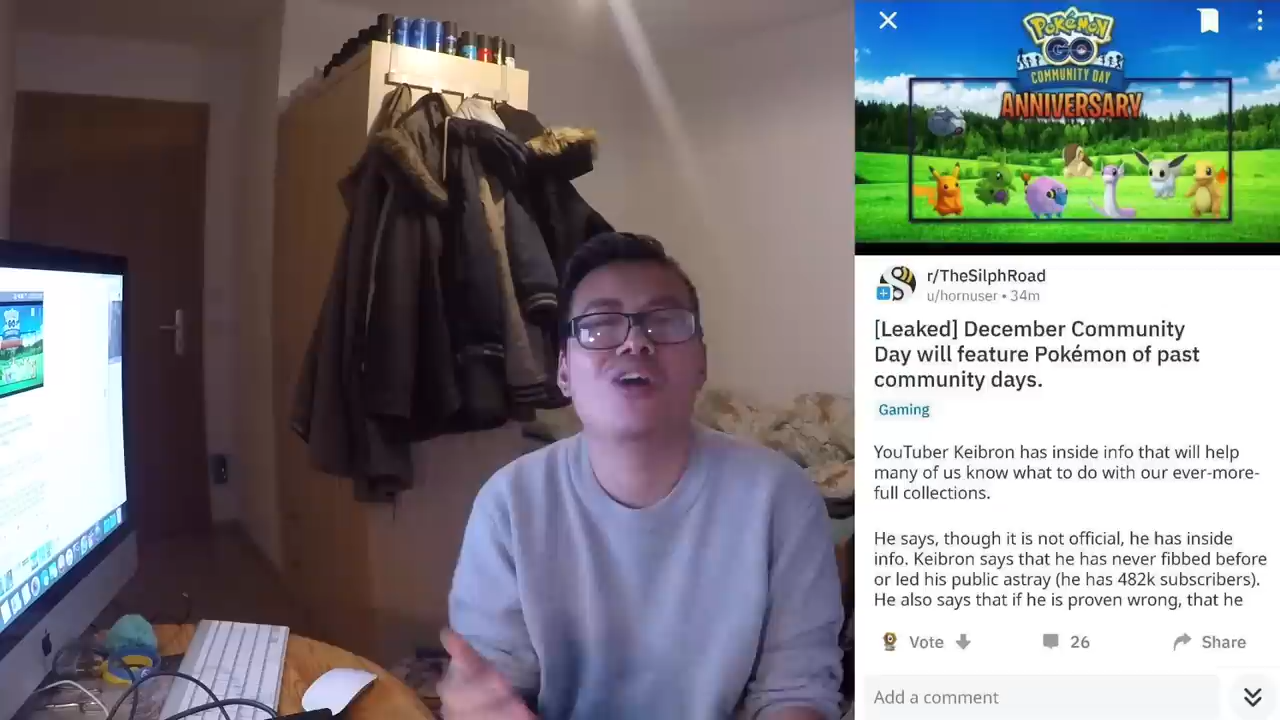 POKÉMON
GO
COMMUNITY DAY
ANNIVERSARY
r/TheSilphRoad
u/hornuser • 34m
[Leaked] December Community
Day will feature Pokémon of past
community days.
Gaming
YouTuber Keibron has inside info that will help
many of us know what to do with our ever-more-
full collections.
He says, though it is not official, he has inside
info. Keibron says that he has never fibbed before
or led his public astray (he has 482k subscribers).
He also says that if he is proven wrong, that he
Vote
26
Share
Add a comment